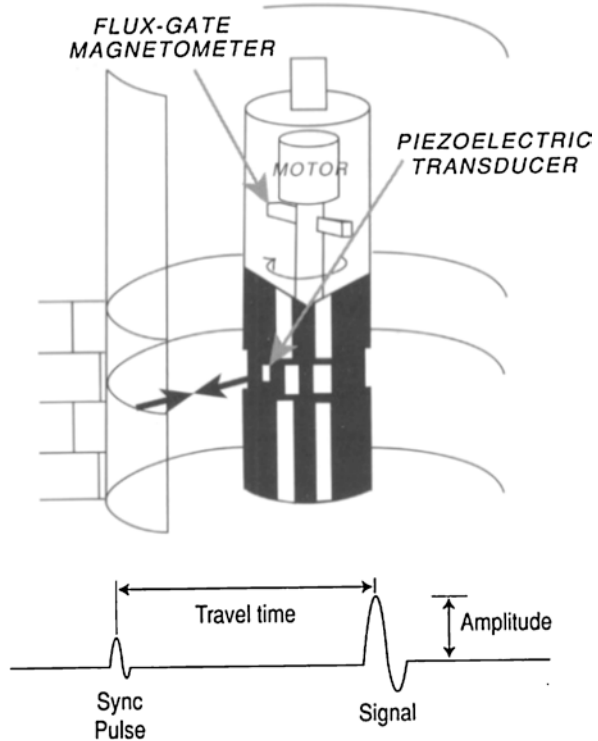 FLUX-GATE
MAGNETOMETER
PIEZOELECTRIC
TRANSDUCER
MOTOR
Travel time
Amplitude
Sync
Pulse
Signal